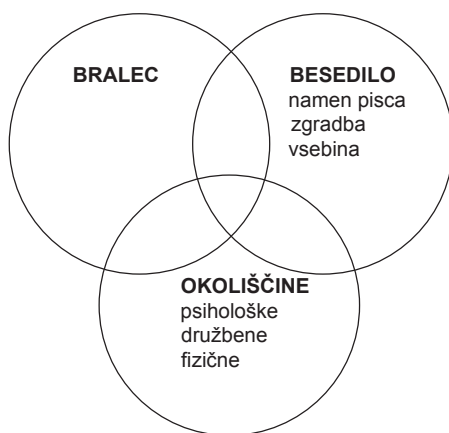 BRALEC
BESEDILO
namen pisca
zgradba
vsebina
OKOLIŠČINE
psihološke
družbene
fizične